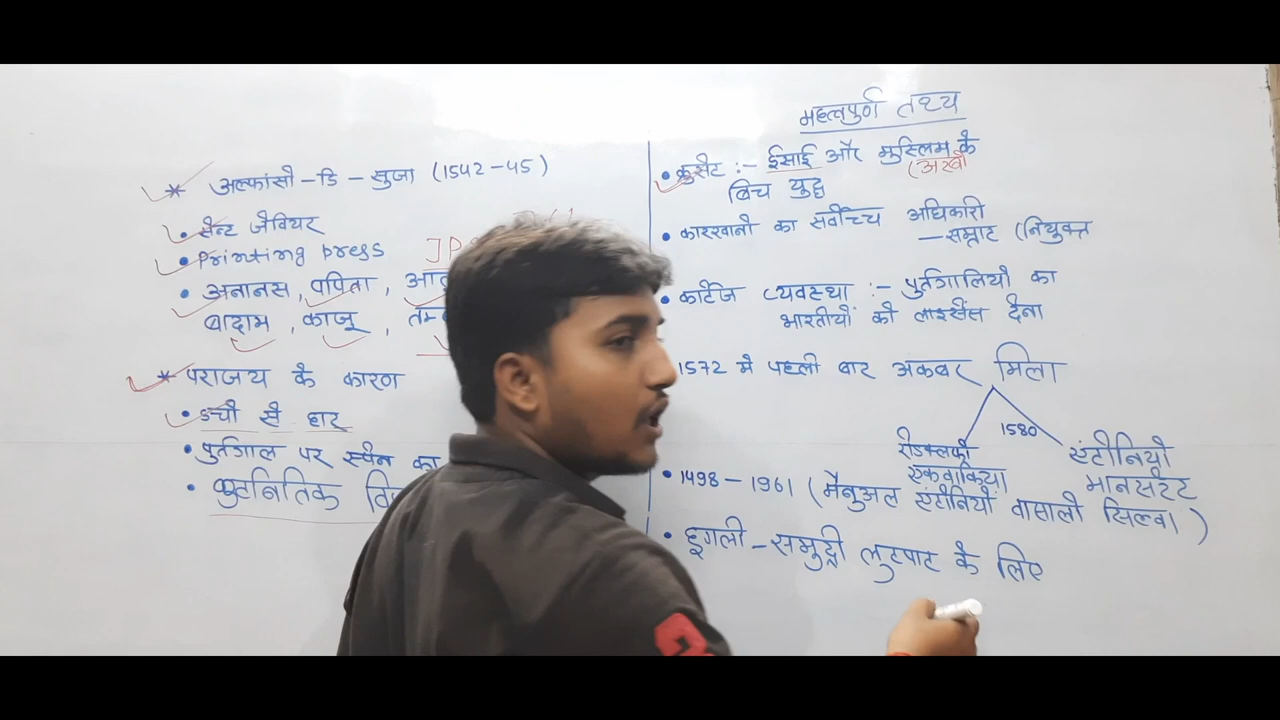 * अल्फांसो-डि-सुजा (1542-45)
• सेन्ट जेवियर
• Printing press
• अनानस, पपिता,
बादाम, काजू,
* पराजय के कारण
• डचो से हार
• पुर्तगाल पर स्पेन का
• कुटनितिक
महत्वपुर्ण तथ्य
• क्रुसेट :- ईसाई और मुस्लिम के
(अरबो
बिच युद्ध
• कारखानो का सर्वोच्च अधिकारी
- सम्राट (नियुक्त
• कार्टेज व्यवस्था :- पुर्तगालियो का
भारतीयों को लाइसेंस देना
1572 मे पहली बार अकबर मिला
1580
रोडल्फो एंटोनियो
एकवाकिया मानसरेट
• 1498-1961 (मैनुअल एंटोनियों वासालो सिल्वा)
• हुगली - समुद्री लुटपाट के लिए